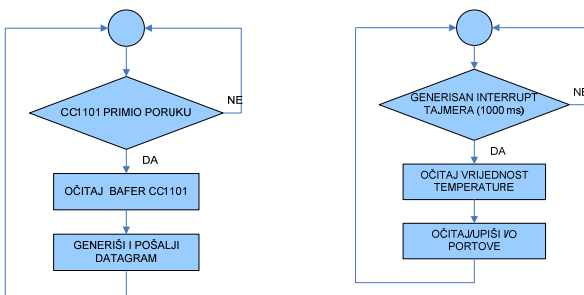 CC1101 PRIMIO PORUKU
NE
DA
OČITAJ BAFER CC1101
GENERIŠI I POŠALJI
DATAGRAM
GENERISAN INTERRUPT
TAJMERA (1000 ms)
NE
DA
OČITAJ VRIJEDNOST
TEMPERATURE
OČITAJ/UPIŠI I/O
PORTOVE